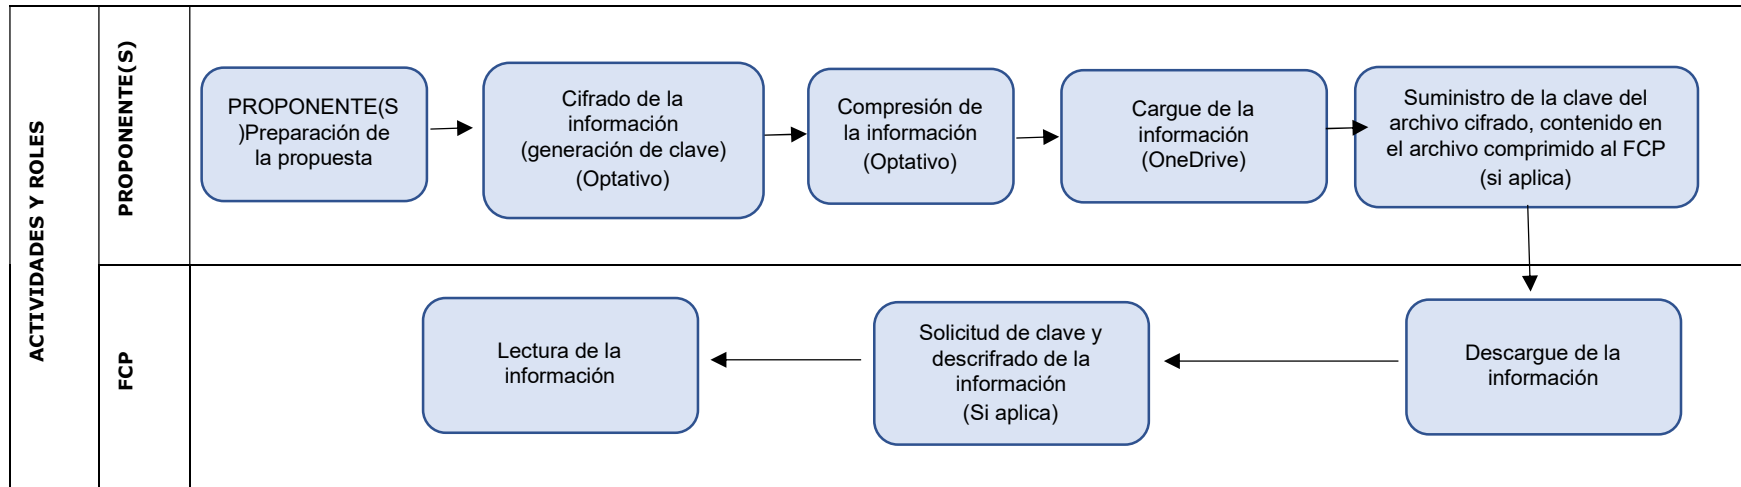 ACTIVIDADES Y ROLES
PROPONENTE(S)
PROPONENTE(S
)Preparación de
la propuesta
Cifrado de la
información
(generación de clave)
(Optativo)
Compresión de
la información
(Optativo)
Cargue de la
información
(OneDrive)
Suministro de la clave del
archivo cifrado, contenido en
el archivo comprimido al FCP
(si aplica)
FCP
Lectura de la
información
Solicitud de clave y
descrifrado de la
información
(Si aplica)
Descargue de la
información